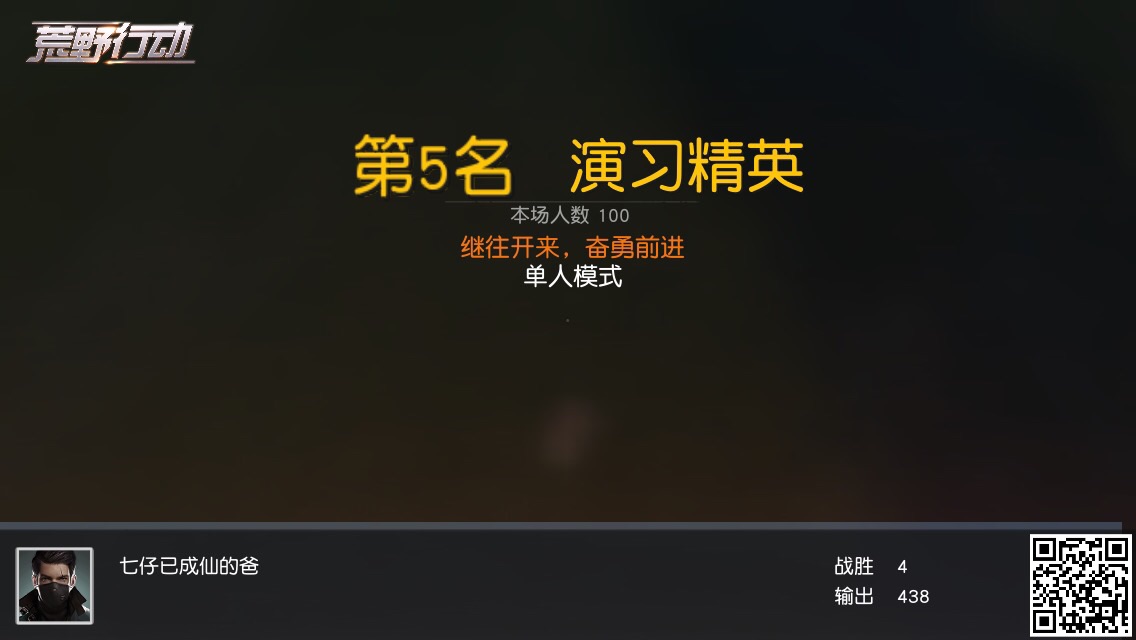 荒野行动
第5名 演习精英
本场人数 100
继往开来，奋勇前进
单人模式
七仔已成仙的爸
战胜 4
输出 438